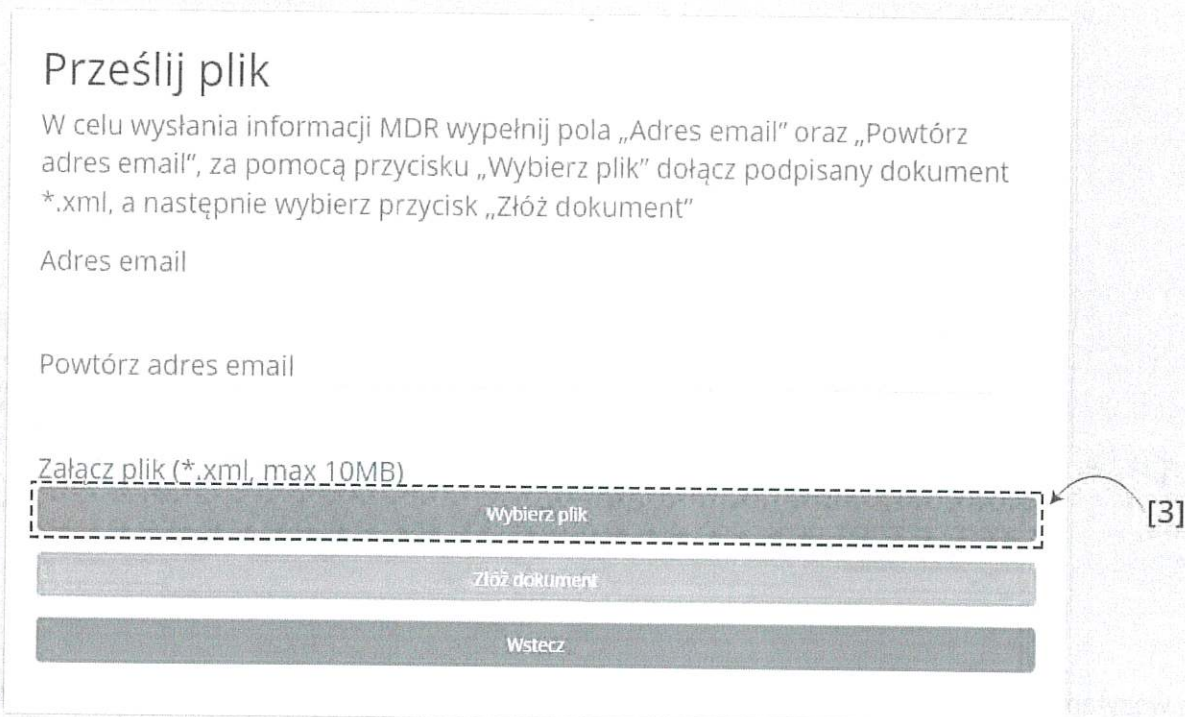 Prześlij plik
W celu wysłania informacji MDR wypełnij pola „Adres email” oraz „Powtórz
adres email”, za pomocą przycisku „Wybierz plik” dołącz podpisany dokument
*.xml, a następnie wybierz przycisk „Złóż dokument”
Adres email
Powtórz adres email
Załącz plik (*.xml, max 10MB)
Wybierz plik
[3]
Złóż dokument
Wstecz